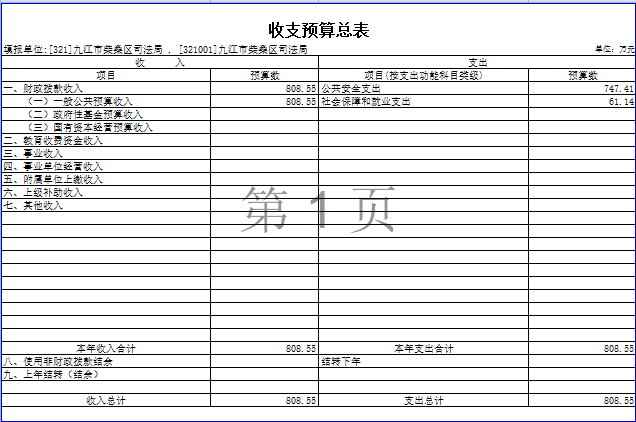 收支预算总表
填报单位:[321]九江市柴桑区司法局 , [321001]九江市柴桑区司法局 单位: 万元
收 入 支出
项目 预算数 项目(按支出功能科目类级) 预算数
一、财政拨款收入 808.55 公共安全支出 747.41
（一）一般公共预算收入 808.55 社会保障和就业支出 61.14
（二）政府性基金预算收入
（三）国有资本经营预算收入
二、教育收费资金收入
三、事业收入
四、事业单位经营收入
五、附属单位上缴收入
六、上级补助收入
七、其他收入
第 1 页
本年收入合计 808.55 本年支出合计 808.55
八、使用非财政拨款结余 结转下年
九、上年结转（结余）
收入总计 808.55 支出总计 808.55